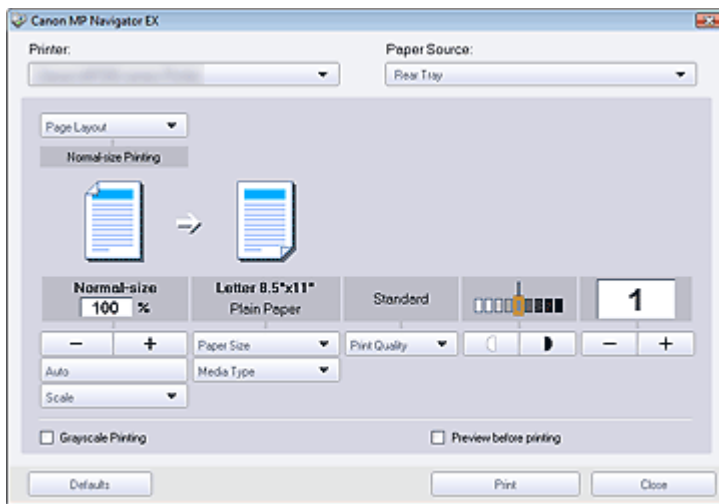 Canon MP Navigator EX
Printer:
Paper Source:
Rear Tray
Page Layout
Normal-size Printing
Normal-size
100 %
Letter 8.5"x11"
Plain Paper
Standard
1
Paper Size
Print Quality
Auto
Media Type
Scale
Grayscale Printing
Preview before printing
Defaults
Print
Close